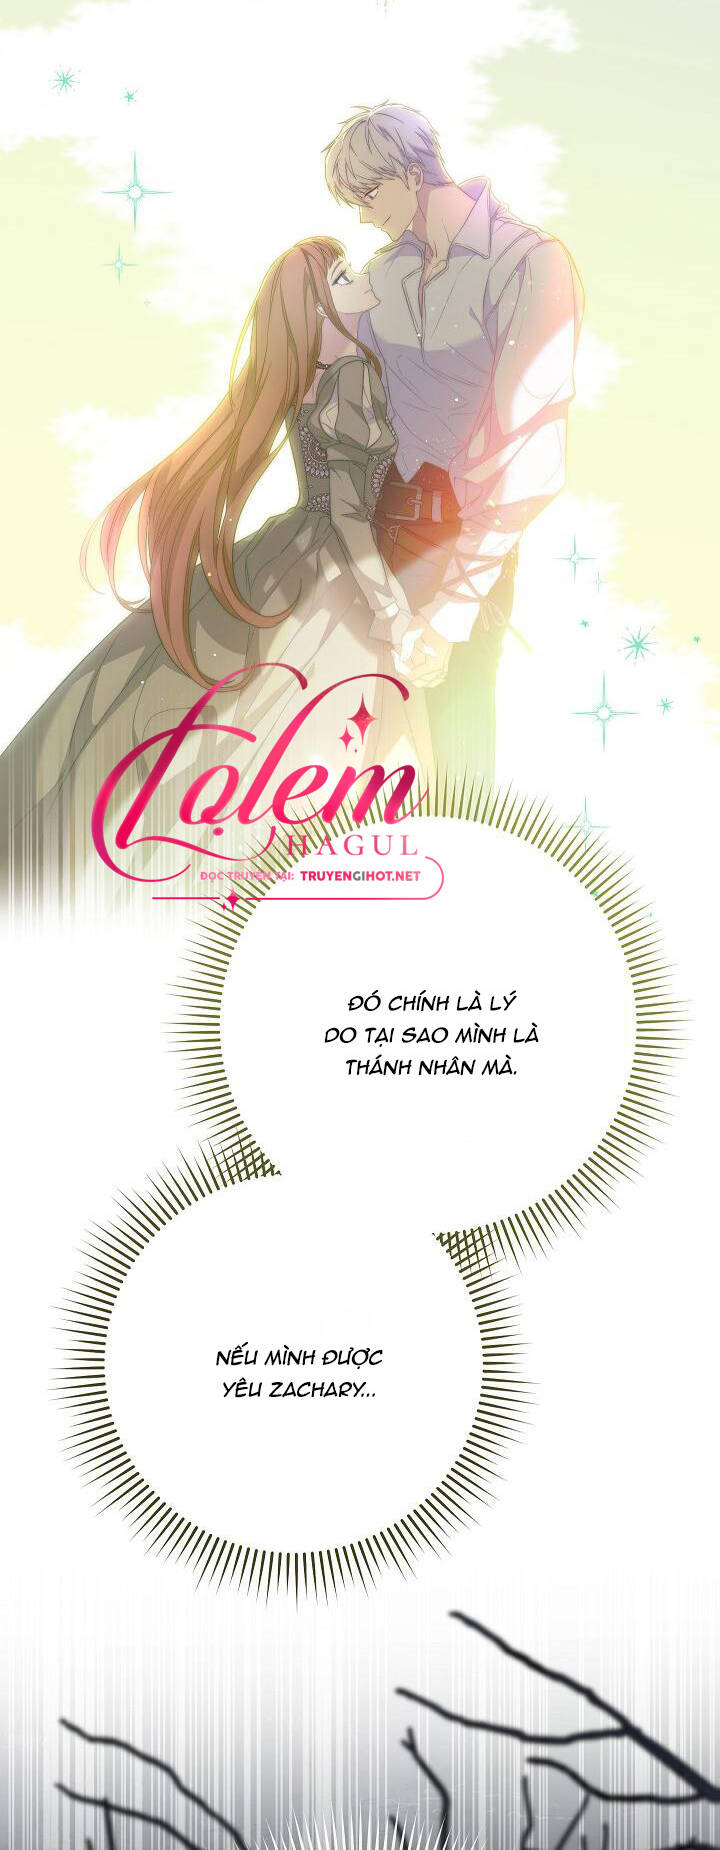 Lọlem
HAGUL
ĐỌC TRUYỆN TẠI: TRUYENGIHOT.NET
ĐÓ CHÍNH LÀ LÝ
DO TẠI SAO MÌNH LÀ
THÁNH NHÂN MÀ.
NẾU MÌNH ĐƯỢC
YÊU ZACHARY...